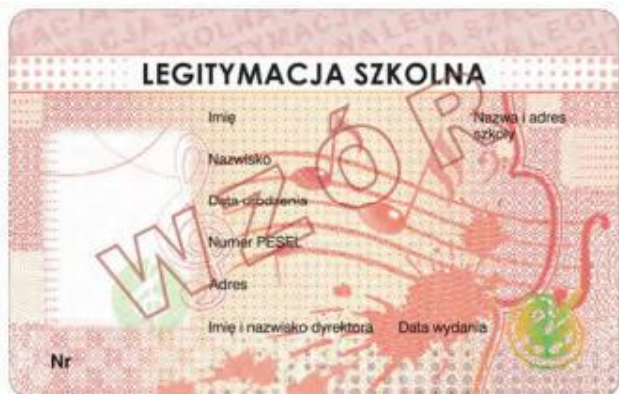 LEGITYMACJA SZKOLNA
Imię
Nazwa i adres
szkoły
Nazwisko
Data urodzenia
Numer PESEL
Adres
Imię i nazwisko dyrektora Data wydania
Nr
WZÓR